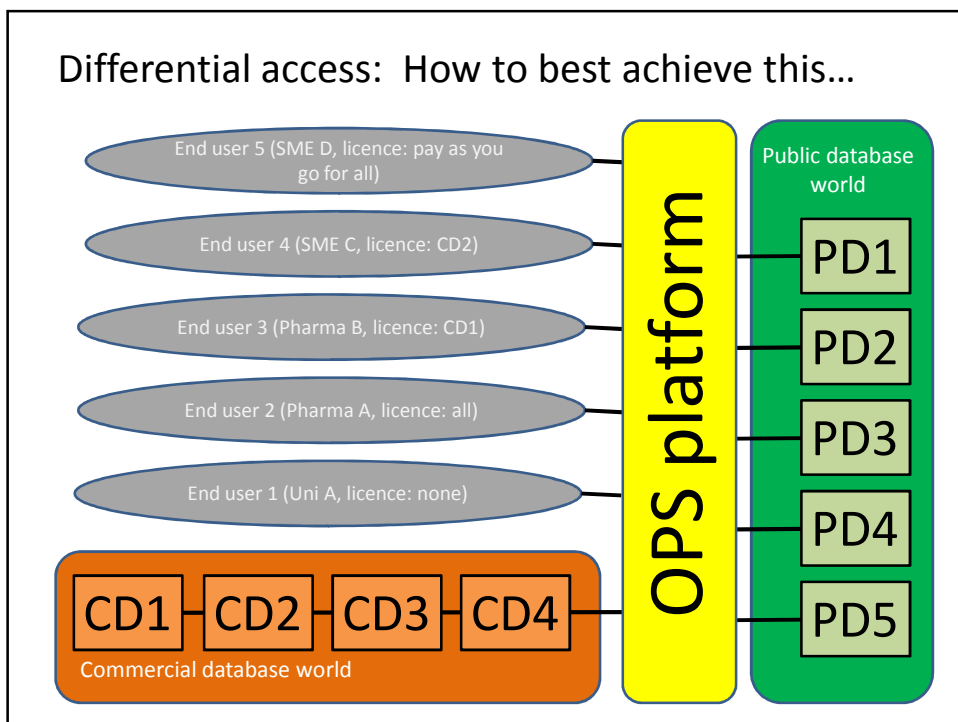 Differential access:  How to best achieve this…
End user 5 (SME D, licence: pay as you
go for all)
End user 4 (SME C, licence: CD2)
End user 3 (Pharma B, licence: CD1)
End user 2 (Pharma A, licence: all)
End user 1 (Uni A, licence: none)
CD1
CD2
CD3
CD4
Commercial database world
OPS platform
Public database
world
PD1
PD2
PD3
PD4
PD5